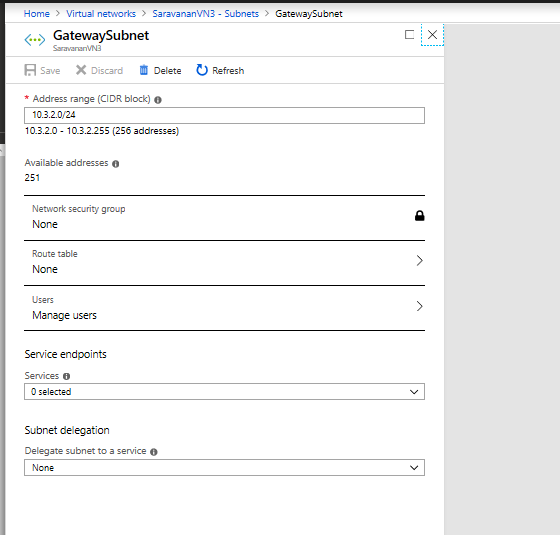 Home > Virtual networks > SaravananVN3 - Subnets > GatewaySubnet
GatewaySubnet
SaravananVN3
Save Discard Delete Refresh
* Address range (CIDR block)
10.3.2.0/24
10.3.2.0 - 10.3.2.255 (256 addresses)
Available addresses
251
Network security group
None
Route table
None
Users
Manage users
Service endpoints
Services
0 selected
Subnet delegation
Delegate subnet to a service
None